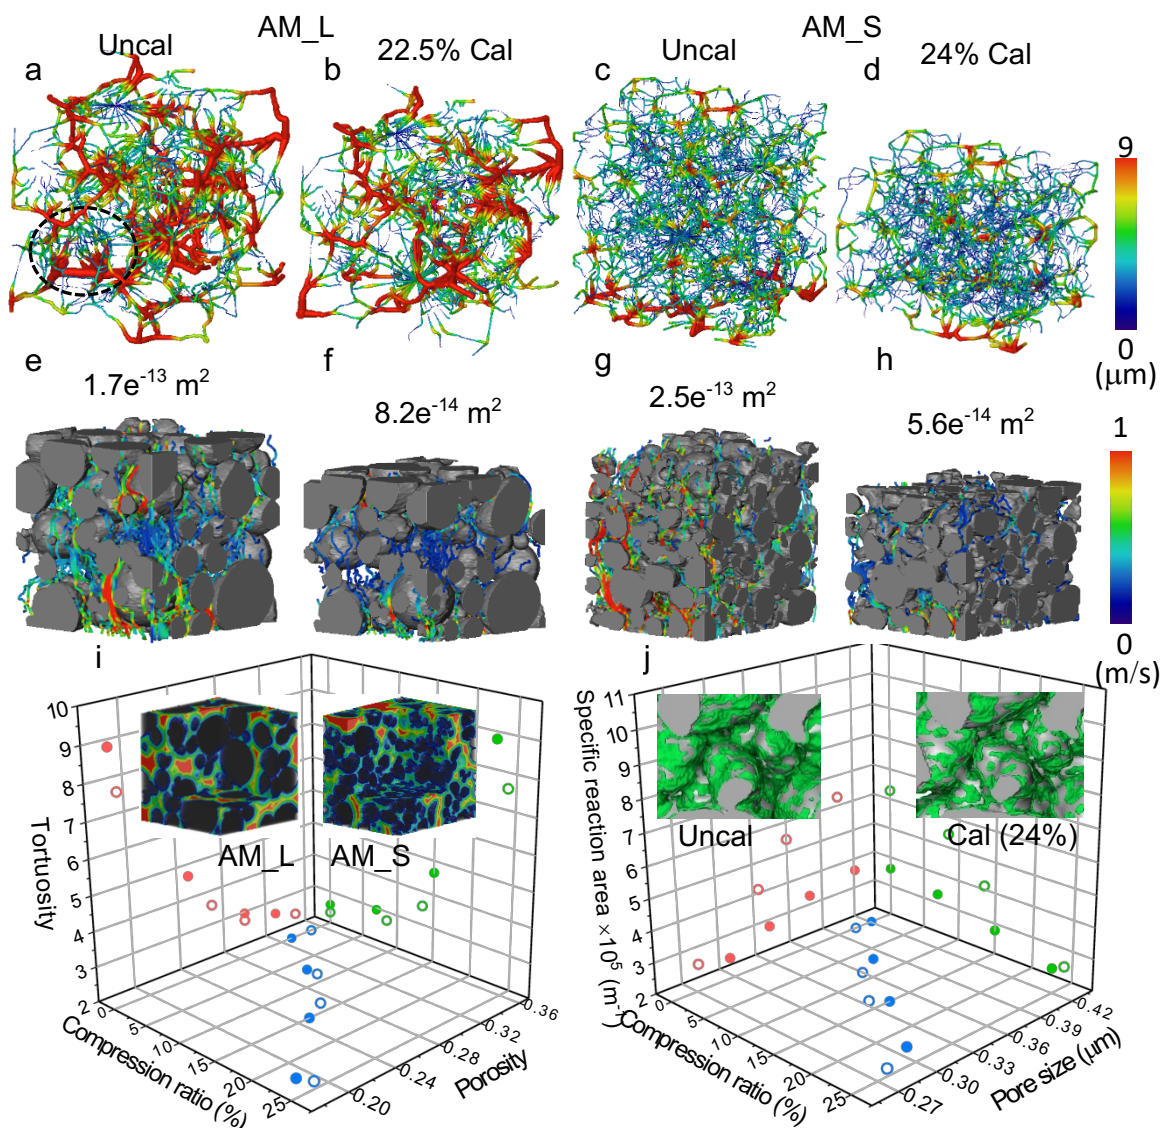 AM_L
AM_S
Uncal
22.5% Cal
Uncal
24% Cal
a
b
c
d
9
0
(μm)
e
f
g
h
1.7e-13 m2
8.2e-14 m2
2.5e-13 m2
5.6e-14 m2
1
0
(m/s)
i
j
10
9
8
7
6
5
4
3
2
Tortuosity
AM_L
AM_S
0
5
10
15
20
25
Compression ratio (%)
0.20
0.24
0.28
0.32
0.36
Porosity
11
10
9
8
7
6
5
4
3
2
Specific reaction area ×105 (m-1)
Uncal
Cal (24%)
0
5
10
15
20
25
Compression ratio (%)
0.27
0.30
0.33
0.36
0.39
0.42
Pore size (μm)